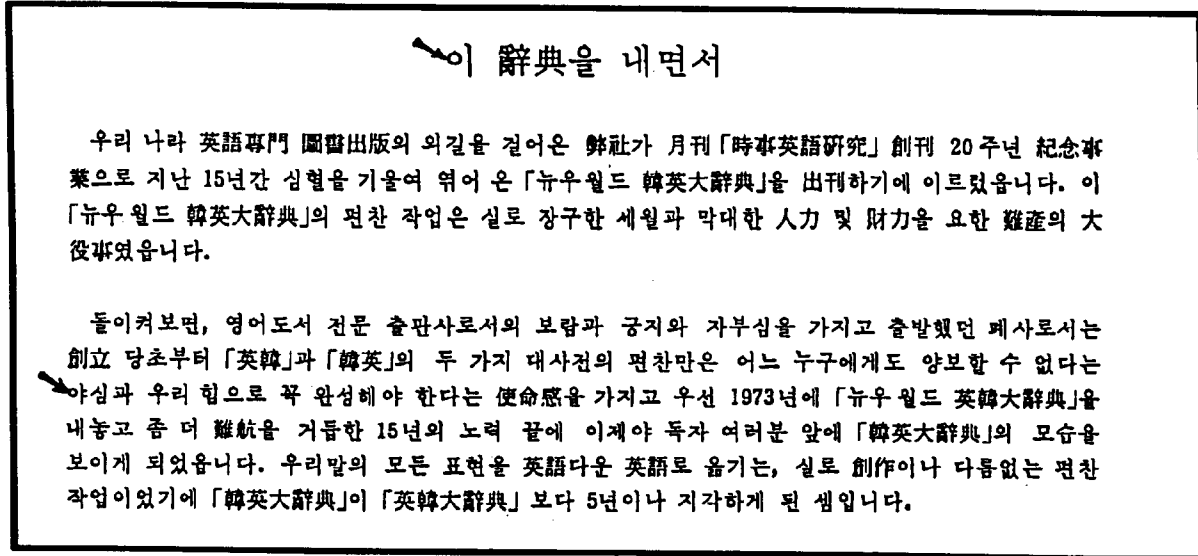 이 辭典을 내면서
우리 나라 英語專門 圖書出版의 외길을 걸어온 弊社가 月刊「時事英語硏究」創刊 20주년 紀念事
業으로 지난 15년간 심혈을 기울여 엮어 온「뉴우월드 韓英大辭典」을 出刊하기에 이르렀읍니다. 이
「뉴우월드 韓英大辭典」의 편찬 작업은 실로 장구한 세월과 막대한 人力 및 財力을 요한 難產의 大
役事였읍니다.
돌이켜보면, 영어도서 전문 출판사로서의 보람과 긍지와 자부심을 가지고 출발했던 폐사로서는
創立 당초부터「英韓」과「韓英」의 두 가지 대사전의 편찬만은 어느 누구에게도 양보할 수 없다는
야심과 우리 힘으로 꼭 완성해야 한다는 使命感을 가지고 우선 1973년에「뉴우월드 英韓大辭典」을
내놓고 좀 더 難航을 거듭한 15년의 노력 끝에 이제야 독자 여러분 앞에「韓英大辭典」의 모습을
보이게 되었읍니다. 우리말의 모든 표현을 英語다운 英語로 옮기는, 실로 創作이나 다름없는 편찬
작업이었기에「韓英大辭典」이「英韓大辭典」보다 5년이나 지각하게 된 셈입니다.